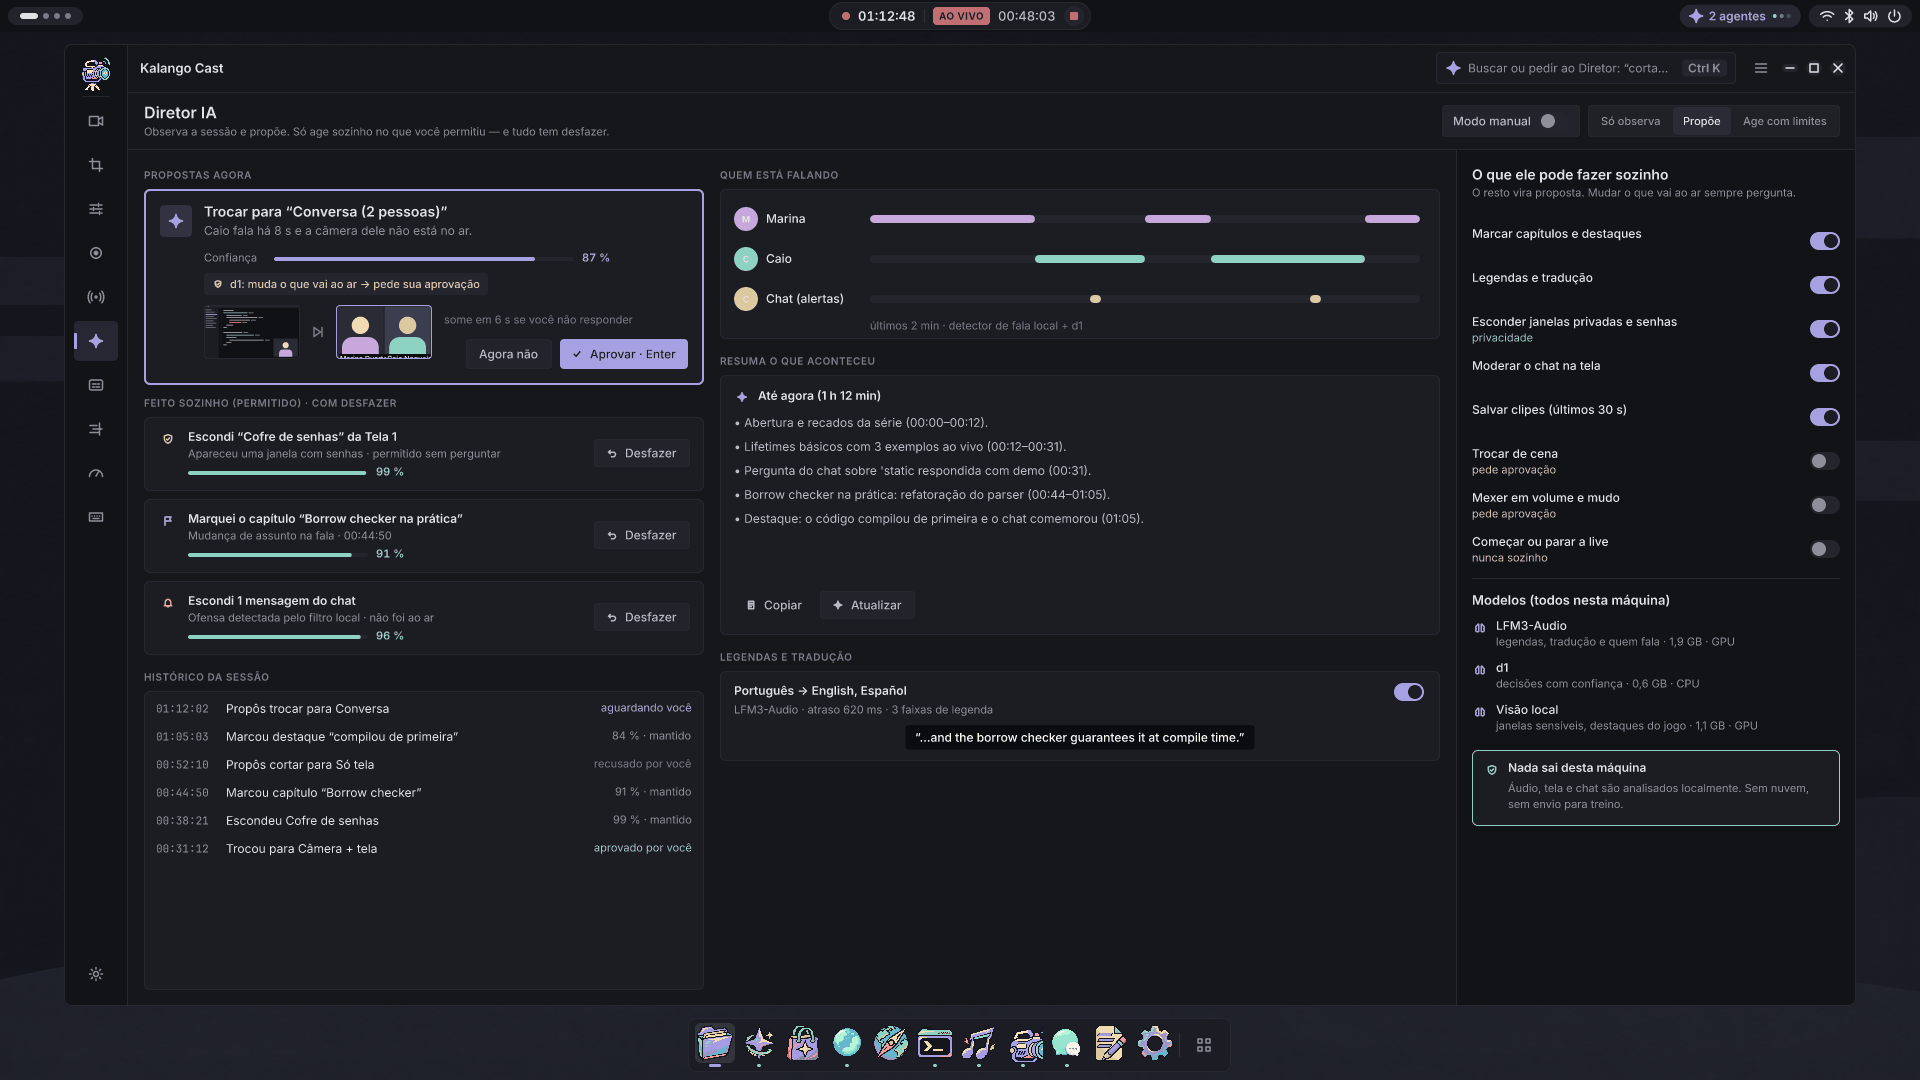 01:12:48
AO VIVO
00:48:03
2 agentes
Kalango Cast
Buscar ou pedir ao Diretor: “corta…
Ctrl K
Diretor IA
Observa a sessão e propõe. Só age sozinho no que você permitiu — e tudo tem desfazer.
Modo manual
Só observa
Propõe
Age com limites
PROPOSTAS AGORA
Trocar para “Conversa (2 pessoas)”
Caio fala há 8 s e a câmera dele não está no ar.
Confiança
87 %
d1: muda o que vai ao ar → pede sua aprovação
some em 6 s se você não responder
Agora não
Aprovar · Enter
FEITO SOZINHO (PERMITIDO) · COM DESFAZER
Escondi “Cofre de senhas” da Tela 1
Apareceu uma janela com senhas · permitido sem perguntar
99 %
Desfazer
Marquei o capítulo “Borrow checker na prática”
Mudança de assunto na fala · 00:44:50
91 %
Desfazer
Escondi 1 mensagem do chat
Ofensa detectada pelo filtro local · não foi ao ar
96 %
Desfazer
HISTÓRICO DA SESSÃO
01:12:02 Propôs trocar para Conversa aguardando você
01:05:03 Marcou destaque “compilou de primeira” 84 % · mantido
00:52:10 Propôs cortar para Só tela recusado por você
00:44:50 Marcou capítulo “Borrow checker” 91 % · mantido
00:38:21 Escondeu Cofre de senhas 99 % · mantido
00:31:12 Trocou para Câmera + tela aprovado por você
QUEM ESTÁ FALANDO
M Marina
C Caio
C Chat (alertas)
últimos 2 min · detector de fala local + d1
RESUMA O QUE ACONTECEU
Até agora (1 h 12 min)
• Abertura e recados da série (00:00–00:12).
• Lifetimes básicos com 3 exemplos ao vivo (00:12–00:31).
• Pergunta do chat sobre 'static respondida com demo (00:31).
• Borrow checker na prática: refatoração do parser (00:44–01:05).
• Destaque: o código compilou de primeira e o chat comemorou (01:05).
Copiar
Atualizar
LEGENDAS E TRADUÇÃO
Português → English, Español
LFM3-Audio · atraso 620 ms · 3 faixas de legenda
“…and the borrow checker guarantees it at compile time.”
O que ele pode fazer sozinho
O resto vira proposta. Mudar o que vai ao ar sempre pergunta.
Marcar capítulos e destaques
Legendas e tradução
Esconder janelas privadas e senhas
privacidade
Moderar o chat na tela
Salvar clipes (últimos 30 s)
Trocar de cena
pede aprovação
Mexer em volume e mudo
pede aprovação
Começar ou parar a live
nunca sozinho
Modelos (todos nesta máquina)
LFM3-Audio
legendas, tradução e quem fala · 1,9 GB · GPU
d1
decisões com confiança · 0,6 GB · CPU
Visão local
janelas sensíveis, destaques do jogo · 1,1 GB · GPU
Nada sai desta máquina
Áudio, tela e chat são analisados localmente. Sem nuvem,
sem envio para treino.